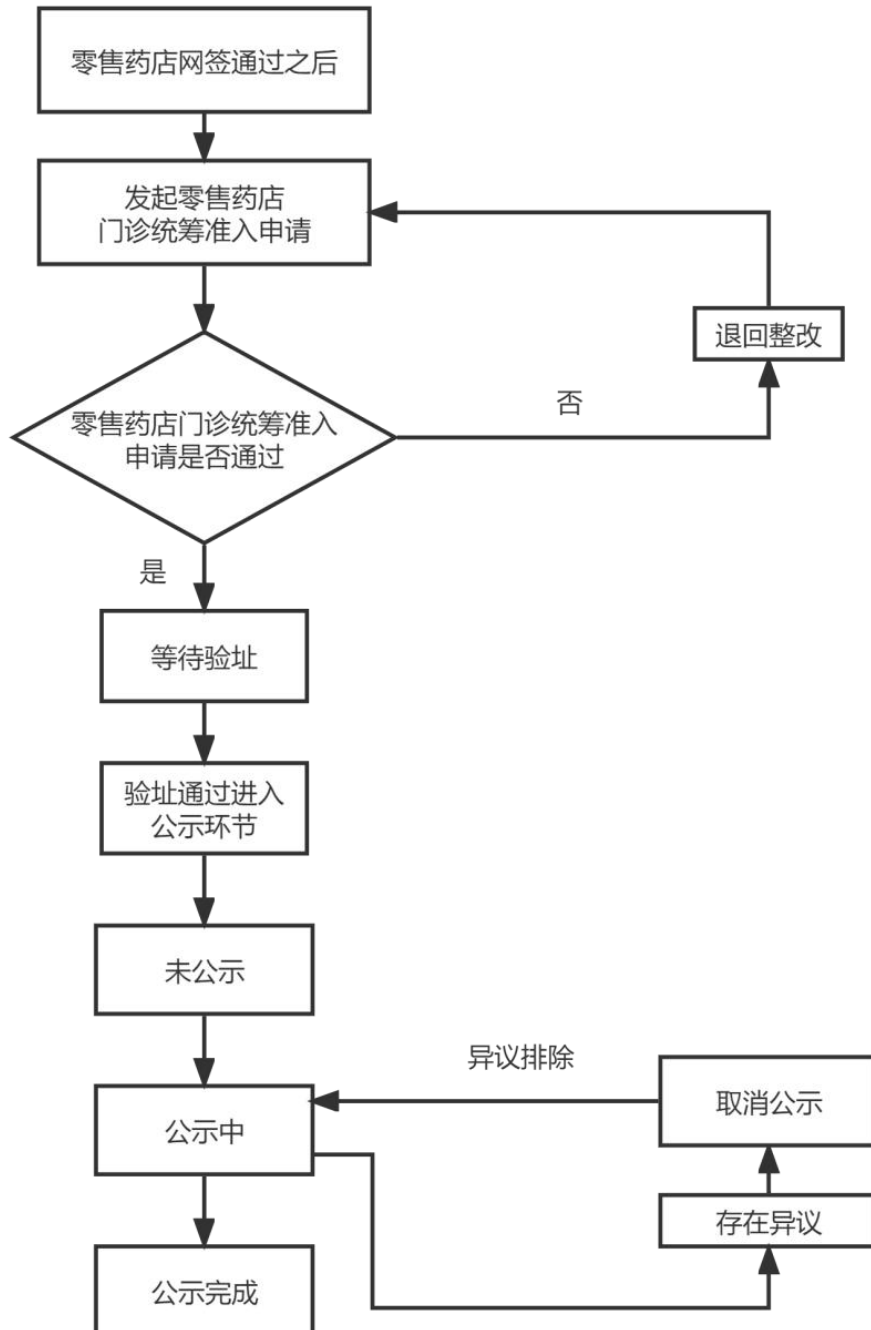 零售药店网签通过之后
发起零售药店
门诊统筹准入申请
退回整改
否
零售药店门诊统筹准入
申请是否通过
是
等待验址
验址通过进入
公示环节
未公示
异议排除
取消公示
公示中
存在异议
公示完成